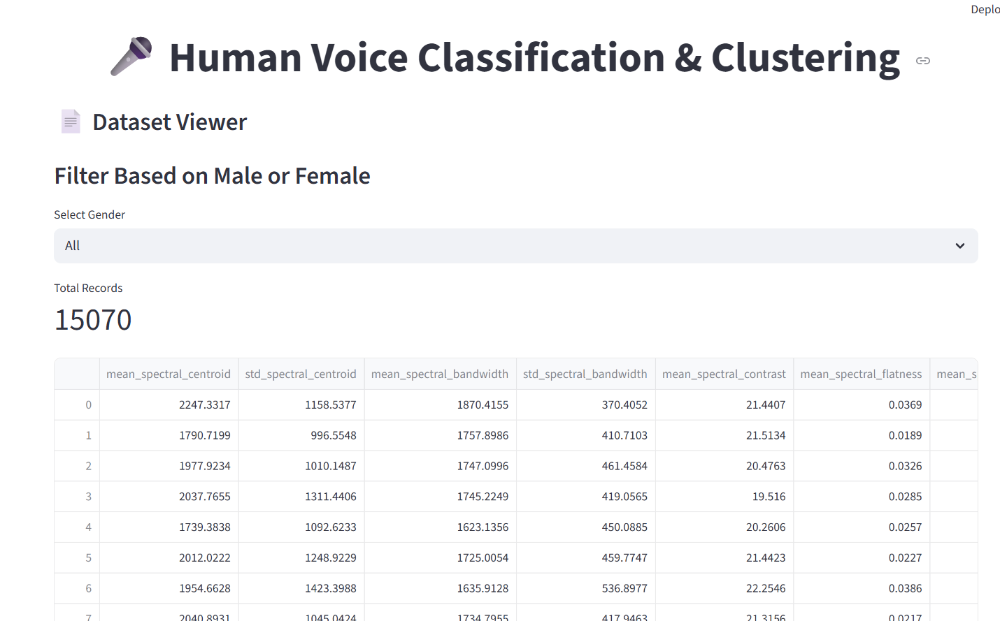 Deplo
Human Voice Classification & Clustering
Dataset Viewer
Filter Based on Male or Female
Select Gender
All
Total Records
15070
mean_spectral_centroid std_spectral_centroid mean_spectral_bandwidth std_spectral_bandwidth mean_spectral_contrast mean_spectral_flatness mean_s
0 2247.3317 1158.5377 1870.4155 370.4052 21.4407 0.0369
1 1790.7199 996.5548 1757.8986 410.7103 21.5134 0.0189
2 1977.9234 1010.1487 1747.0996 461.4584 20.4763 0.0326
3 2037.7655 1311.4406 1745.2249 419.0565 19.516 0.0285
4 1739.3838 1092.6233 1623.1356 450.0885 20.2606 0.0257
5 2012.0222 1248.9229 1725.0054 459.7747 21.4423 0.0227
6 1954.6628 1423.3988 1635.9128 536.8977 22.2546 0.0386
7 2040.8931 1045.0424 1734.7955 417.9463 21.3156 0.0217